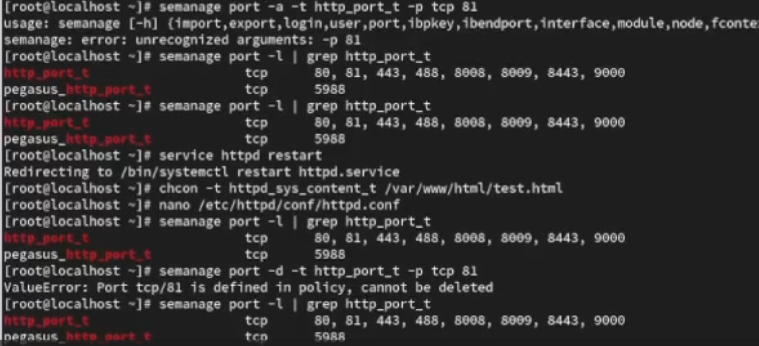 [root@localhost ~]# semanage port -a -t http_port_t -p tcp 81
usage: semanage [-h] {import,export,login,user,port,ibpkey,ibendport,interface,module,node,fconte
semanage: error: unrecognized arguments: -p 81
[root@localhost ~]# semanage port -l | grep http_port_t
http_port_t tcp 80, 81, 443, 488, 8008, 8009, 8443, 9000
pegasus_http_port_t tcp 5988
[root@localhost ~]# semanage port -l | grep http_port_t
http_port_t tcp 80, 81, 443, 488, 8008, 8009, 8443, 9000
pegasus_http_port_t tcp 5988
[root@localhost ~]# service httpd restart
Redirecting to /bin/systemctl restart httpd.service
[root@localhost ~]# chcon -t httpd_sys_content_t /var/www/html/test.html
[root@localhost ~]# nano /etc/httpd/conf/httpd.conf
[root@localhost ~]# semanage port -l | grep http_port_t
http_port_t tcp 80, 81, 443, 488, 8008, 8009, 8443, 9000
pegasus_http_port_t tcp 5988
[root@localhost ~]# semanage port -d -t http_port_t -p tcp 81
ValueError: Port tcp/81 is defined in policy, cannot be deleted
[root@localhost ~]# semanage port -l | grep http_port_t
http_port_t tcp 80, 81, 443, 488, 8008, 8009, 8443, 9000
pegasus_http_port_t tcp 5988